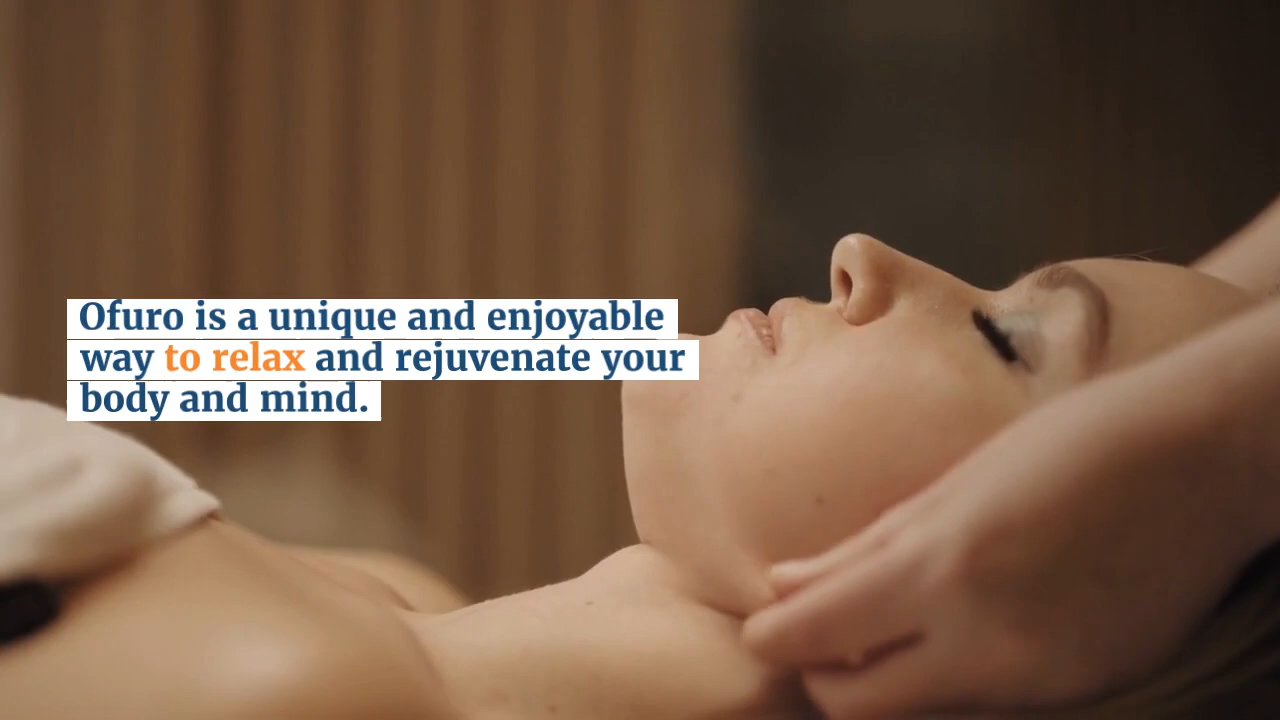 Ofuro is a unique and enjoyable
way to relax and rejuvenate your
body and mind.